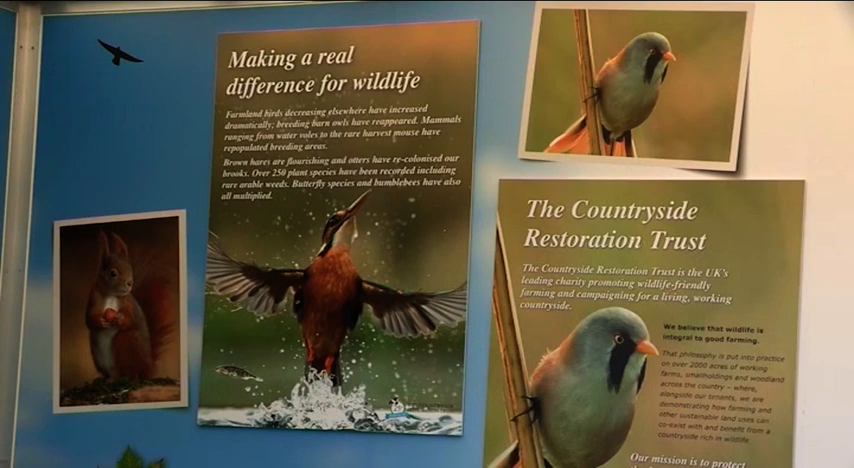 Making a real
difference for wildlife
Farmland birds decreasing elsewhere have increased
dramatically; breeding barn owls have reappeared. Mammals
ranging from water voles to the rare harvest mouse have
repopulated breeding areas.
Brown hares are flourishing and otters have re-colonised our
brooks. Over 250 plant species have been recorded including
rare arable weeds. Butterfly species and bumblebees have also
all multiplied.
The Countryside
Restoration Trust
The Countryside Restoration Trust is the UK's
leading charity promoting wildlife-friendly
farming and campaigning for a living, working
countryside.
We believe that wildlife is
integral to good farming.
That philosophy is put into practice
on over 2000 acres of working
farms, smallholdings and woodland
across the country – where,
alongside our tenants, we are
demonstrating how farming and
other sustainable land uses can
co-exist with and benefit from a
countryside rich in wildlife.
Our mission is to protect